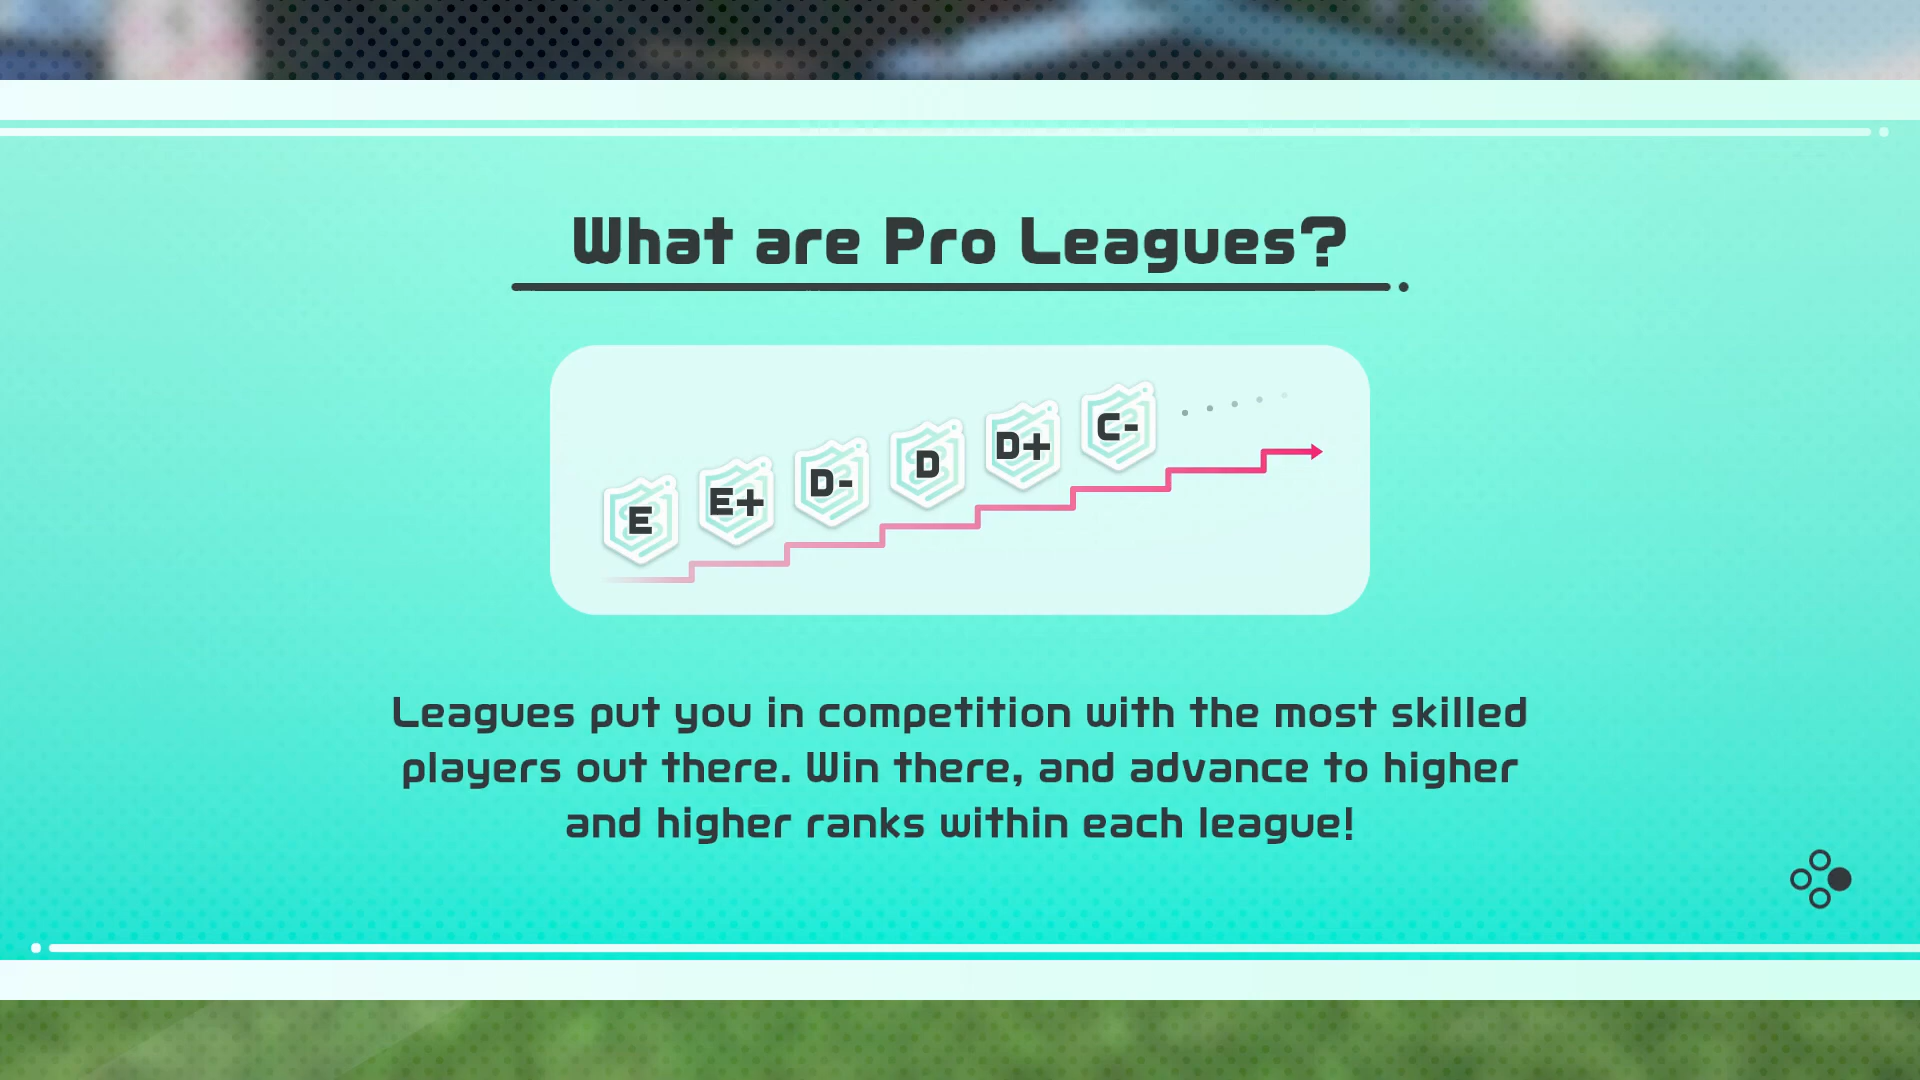 What are Pro Leagues?
E
E+
D-
D
D+
C-
Leagues put you in competition with the most skilled
players out there. Win there, and advance to higher
and higher ranks within each league!